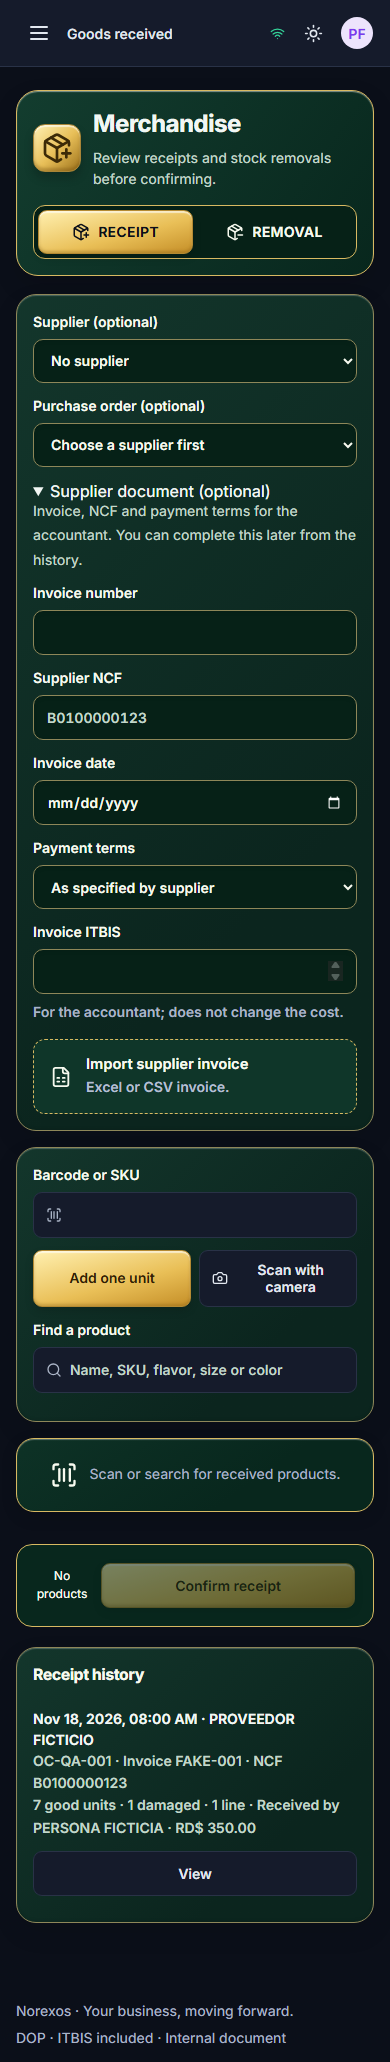 Goods received
PF
Merchandise
Review receipts and stock removals
before confirming.
RECEIPT
REMOVAL
Supplier (optional)
No supplier
Purchase order (optional)
Choose a supplier first
Supplier document (optional)
Invoice, NCF and payment terms for the
accountant. You can complete this later from the
history.
Invoice number
Supplier NCF
B0100000123
Invoice date
mm/dd/yyyy
Payment terms
As specified by supplier
Invoice ITBIS
For the accountant; does not change the cost.
Import supplier invoice
Excel or CSV invoice.
Barcode or SKU
Add one unit
Scan with
camera
Find a product
Name, SKU, flavor, size or color
Scan or search for received products.
No
products
Confirm receipt
Receipt history
Nov 18, 2026, 08:00 AM · PROVEEDOR
FICTICIO
OC-QA-001 · Invoice FAKE-001 · NCF
B0100000123
7 good units · 1 damaged · 1 line · Received by
PERSONA FICTICIA · RD$ 350.00
View
Norexos · Your business, moving forward.
DOP · ITBIS included · Internal document